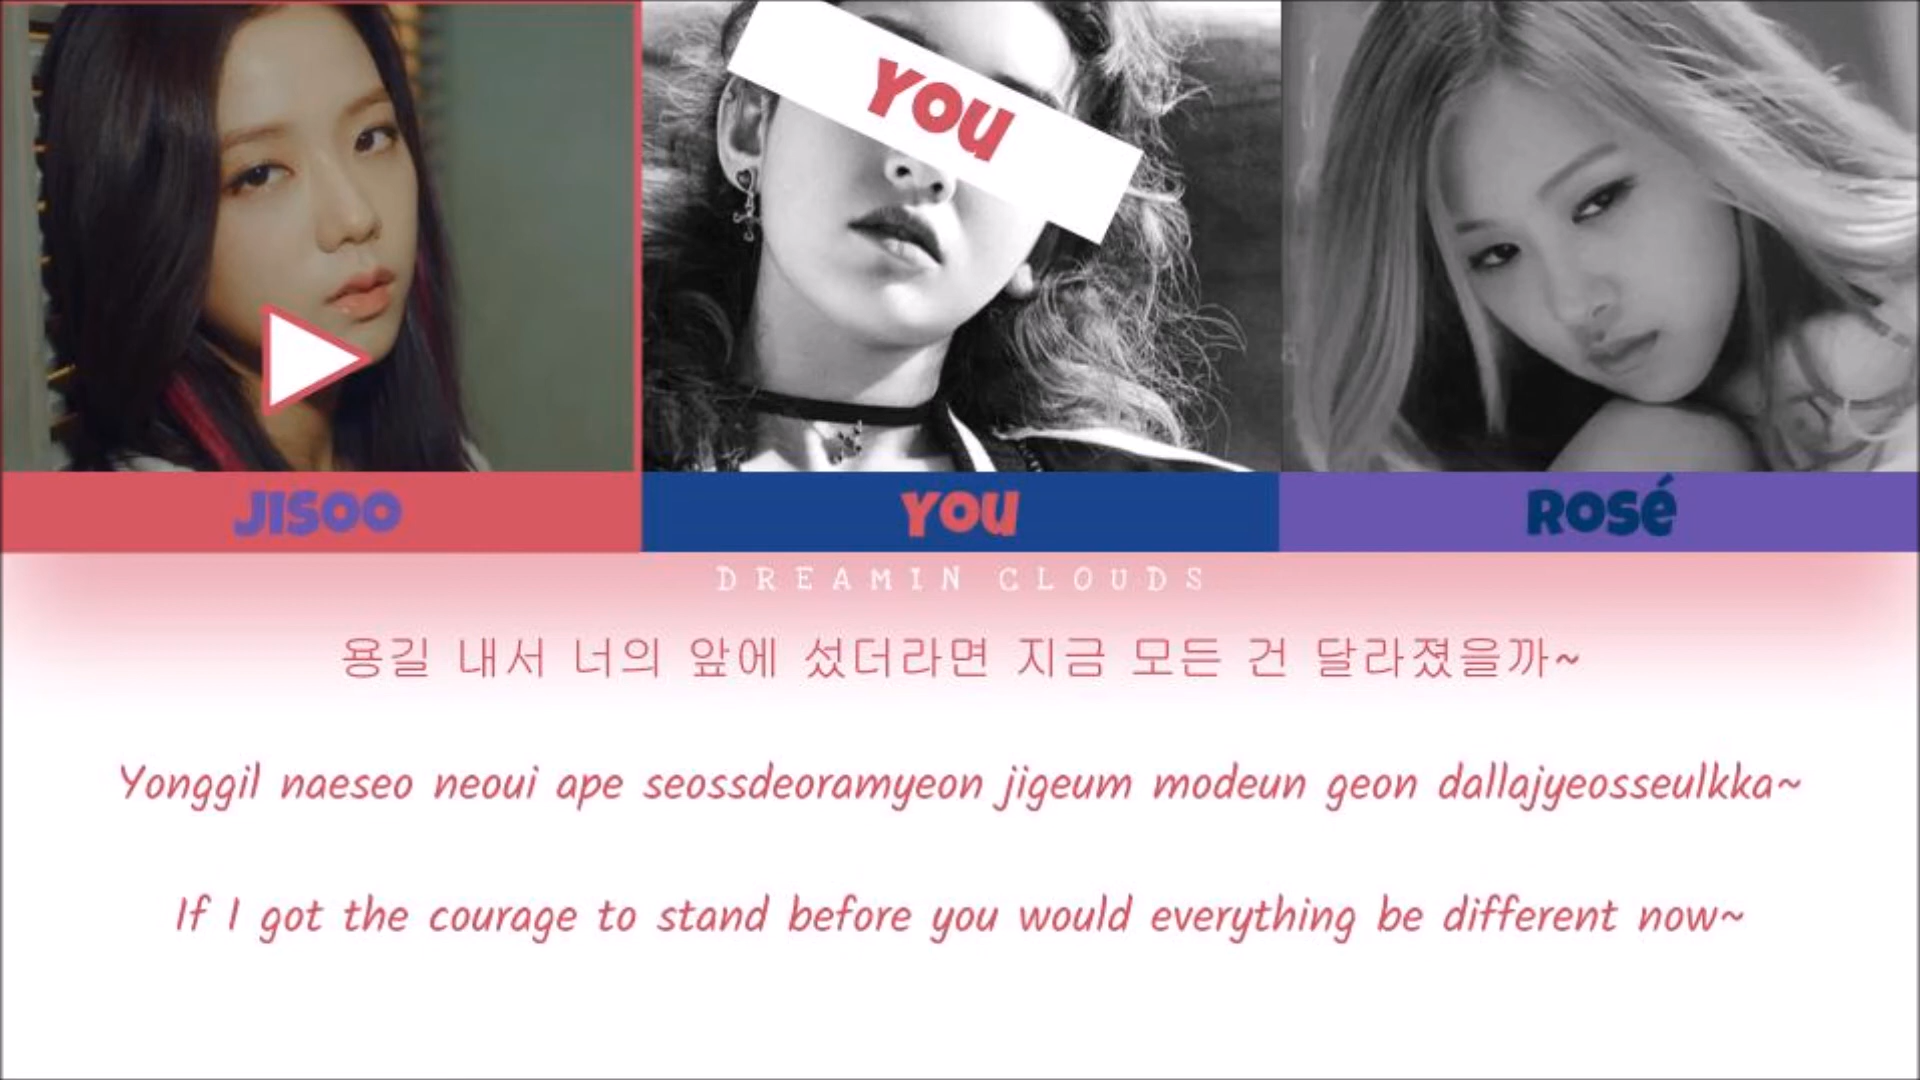 YOU
JISOO
YOU
ROSÉ
DREAMIN CLOUDS
용길 내서 너의 앞에 섰더라면 지금 모든 건 달라졌을까~
Yonggil naeseo neoui ape seossdeoramyeon jigeum modeun geon dallajyeosseulkka~
If I got the courage to stand before you would everything be different now~